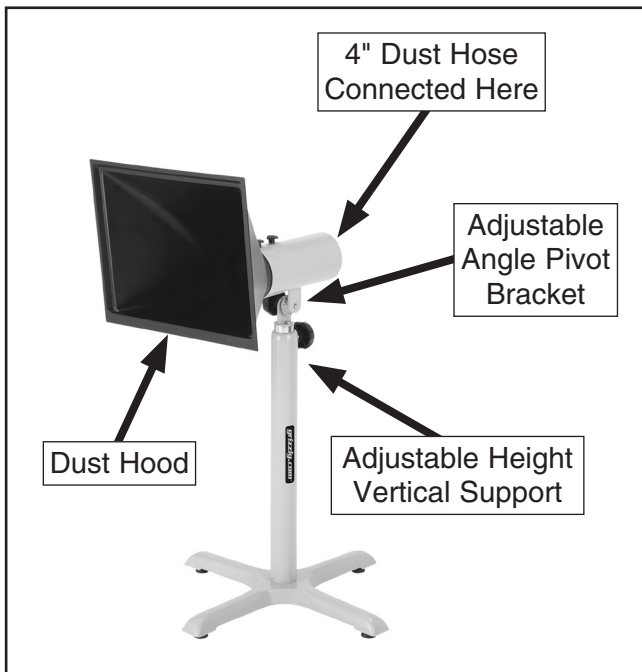 4" Dust Hose
Connected Here
Adjustable
Angle Pivot
Bracket
Dust Hood
Adjustable Height
Vertical Support
grizzly.com